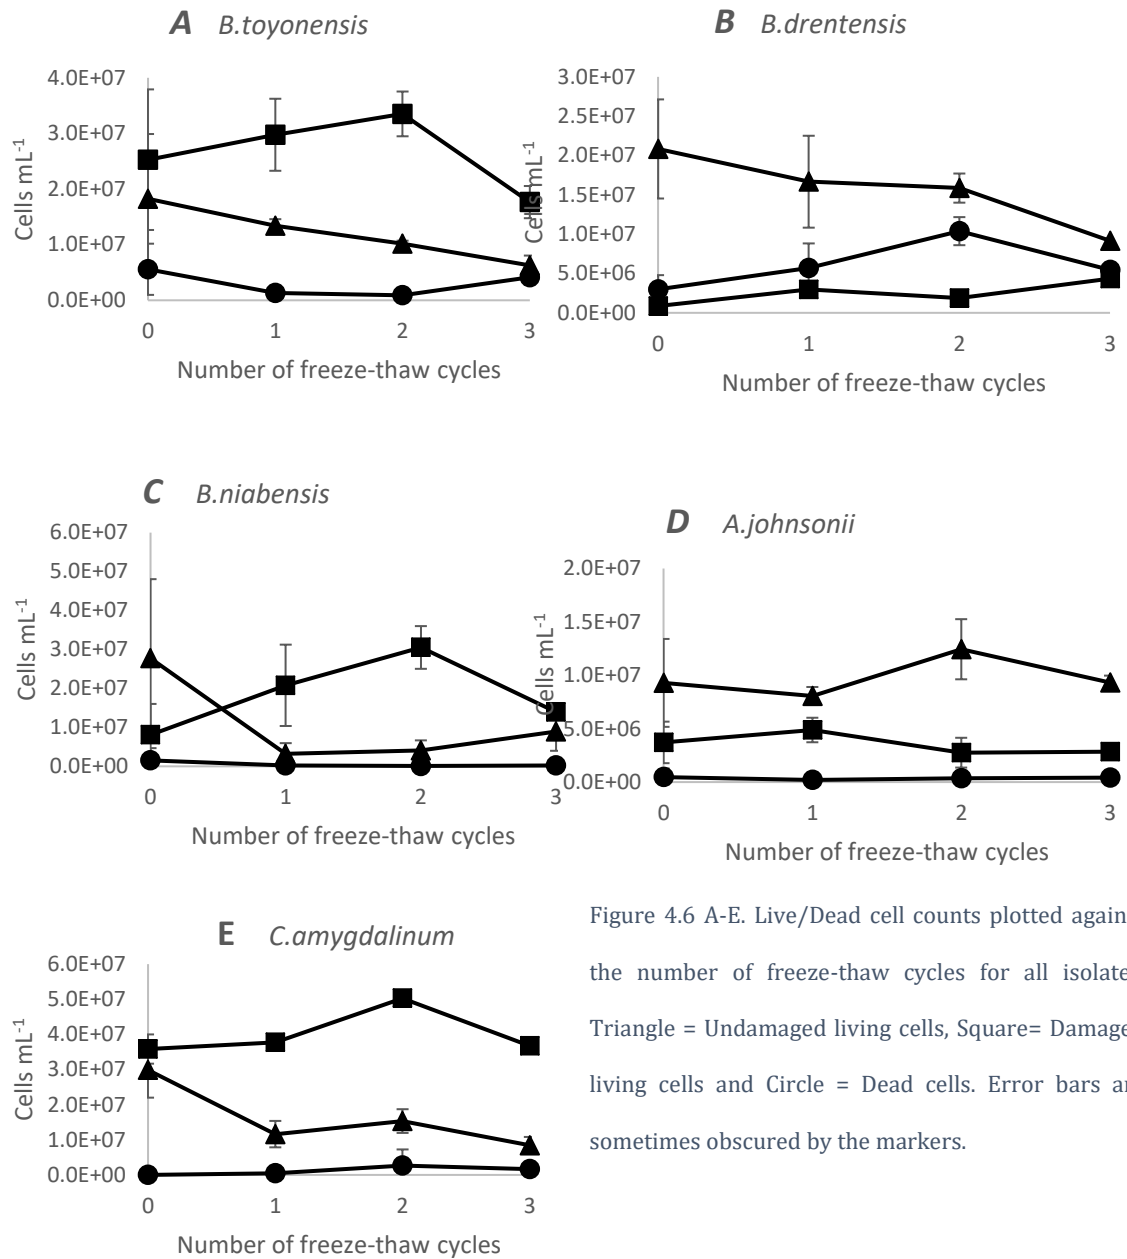 A B.toyonensis
4.0E+07
3.0E+07
2.0E+07
1.0E+07
0.0E+00
Cells mL-1
0 1 2 3
Number of freeze-thaw cycles
B B.drentensis
3.0E+07
2.5E+07
2.0E+07
1.5E+07
1.0E+07
5.0E+06
0.0E+00
Cells mL-1
0 1 2 3
Number of freeze-thaw cycles
C B.niabensis
6.0E+07
5.0E+07
4.0E+07
3.0E+07
2.0E+07
1.0E+07
0.0E+00
Cells mL-1
0 1 2 3
Number of freeze-thaw cycles
D A.johnsonii
2.0E+07
1.5E+07
1.0E+07
5.0E+06
0.0E+00
Cells mL-1
0 1 2 3
Number of freeze-thaw cycles
E C.amygdalinum
6.0E+07
5.0E+07
4.0E+07
3.0E+07
2.0E+07
1.0E+07
0.0E+00
Cells mL-1
0 1 2 3
Number of freeze-thaw cycles
Figure 4.6 A-E. Live/Dead cell counts plotted again
the number of freeze-thaw cycles for all isolate
Triangle = Undamaged living cells, Square= Damage
living cells and Circle = Dead cells. Error bars ar
sometimes obscured by the markers.